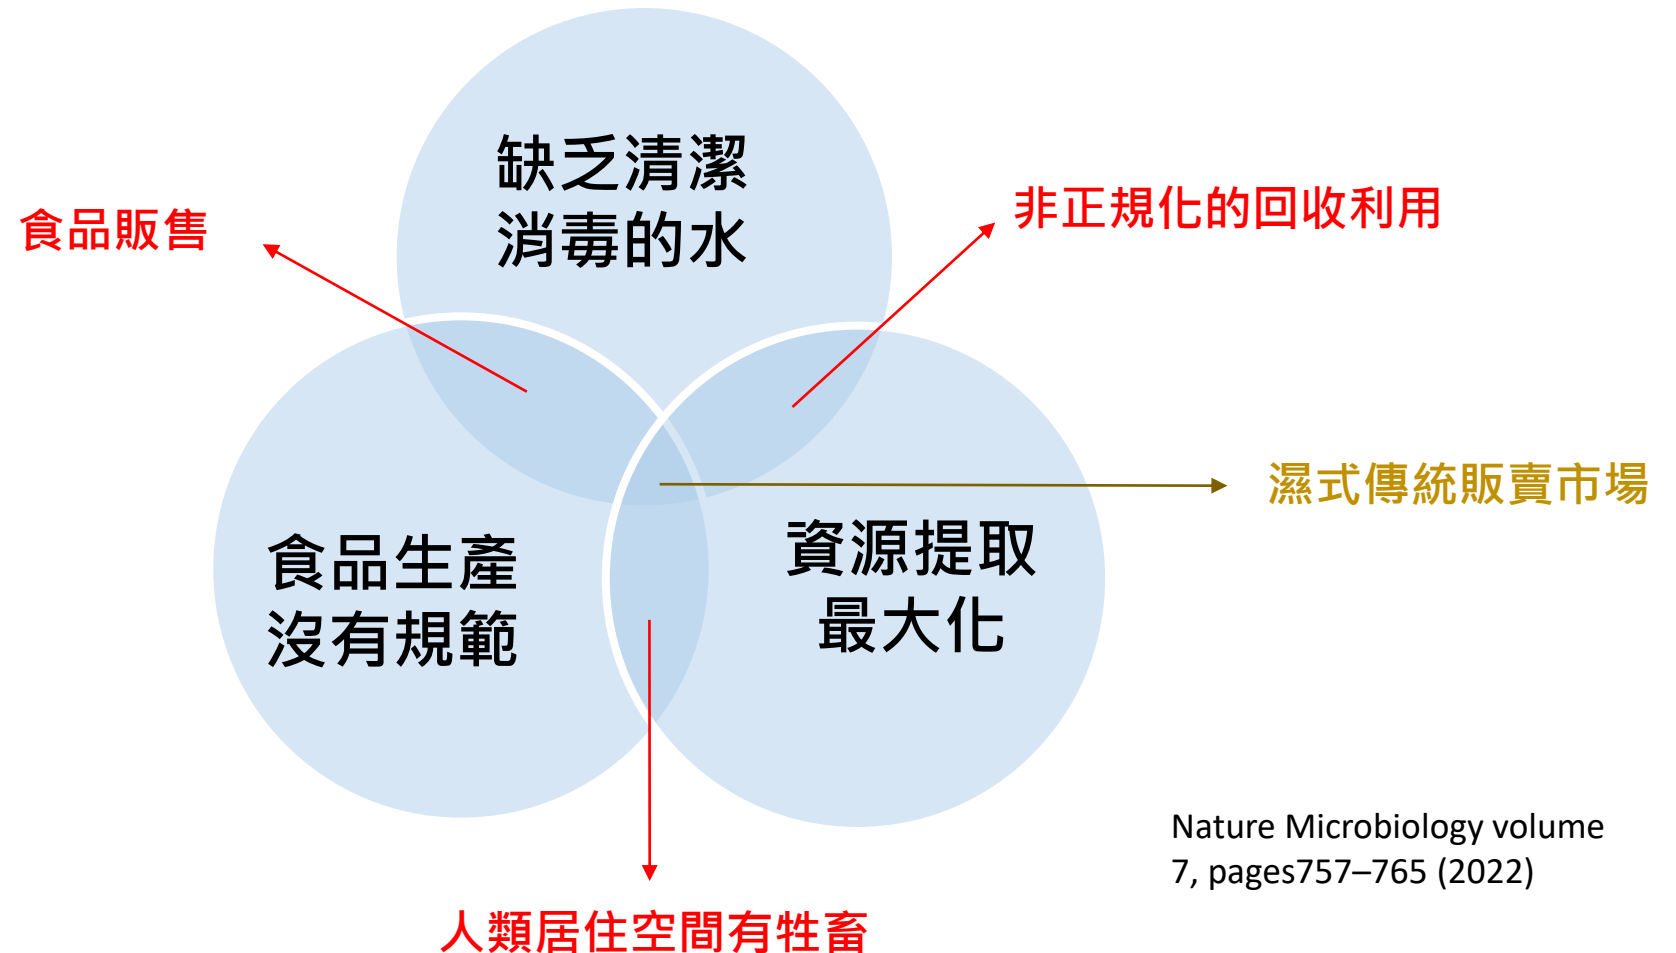 缺乏清潔
消毒的水
食品販售
非正規化的回收利用
濕式傳統販賣市場
食品生產
沒有規範
資源提取
最大化
人類居住空間有牲畜
Nature Microbiology volume
7, pages757–765 (2022)